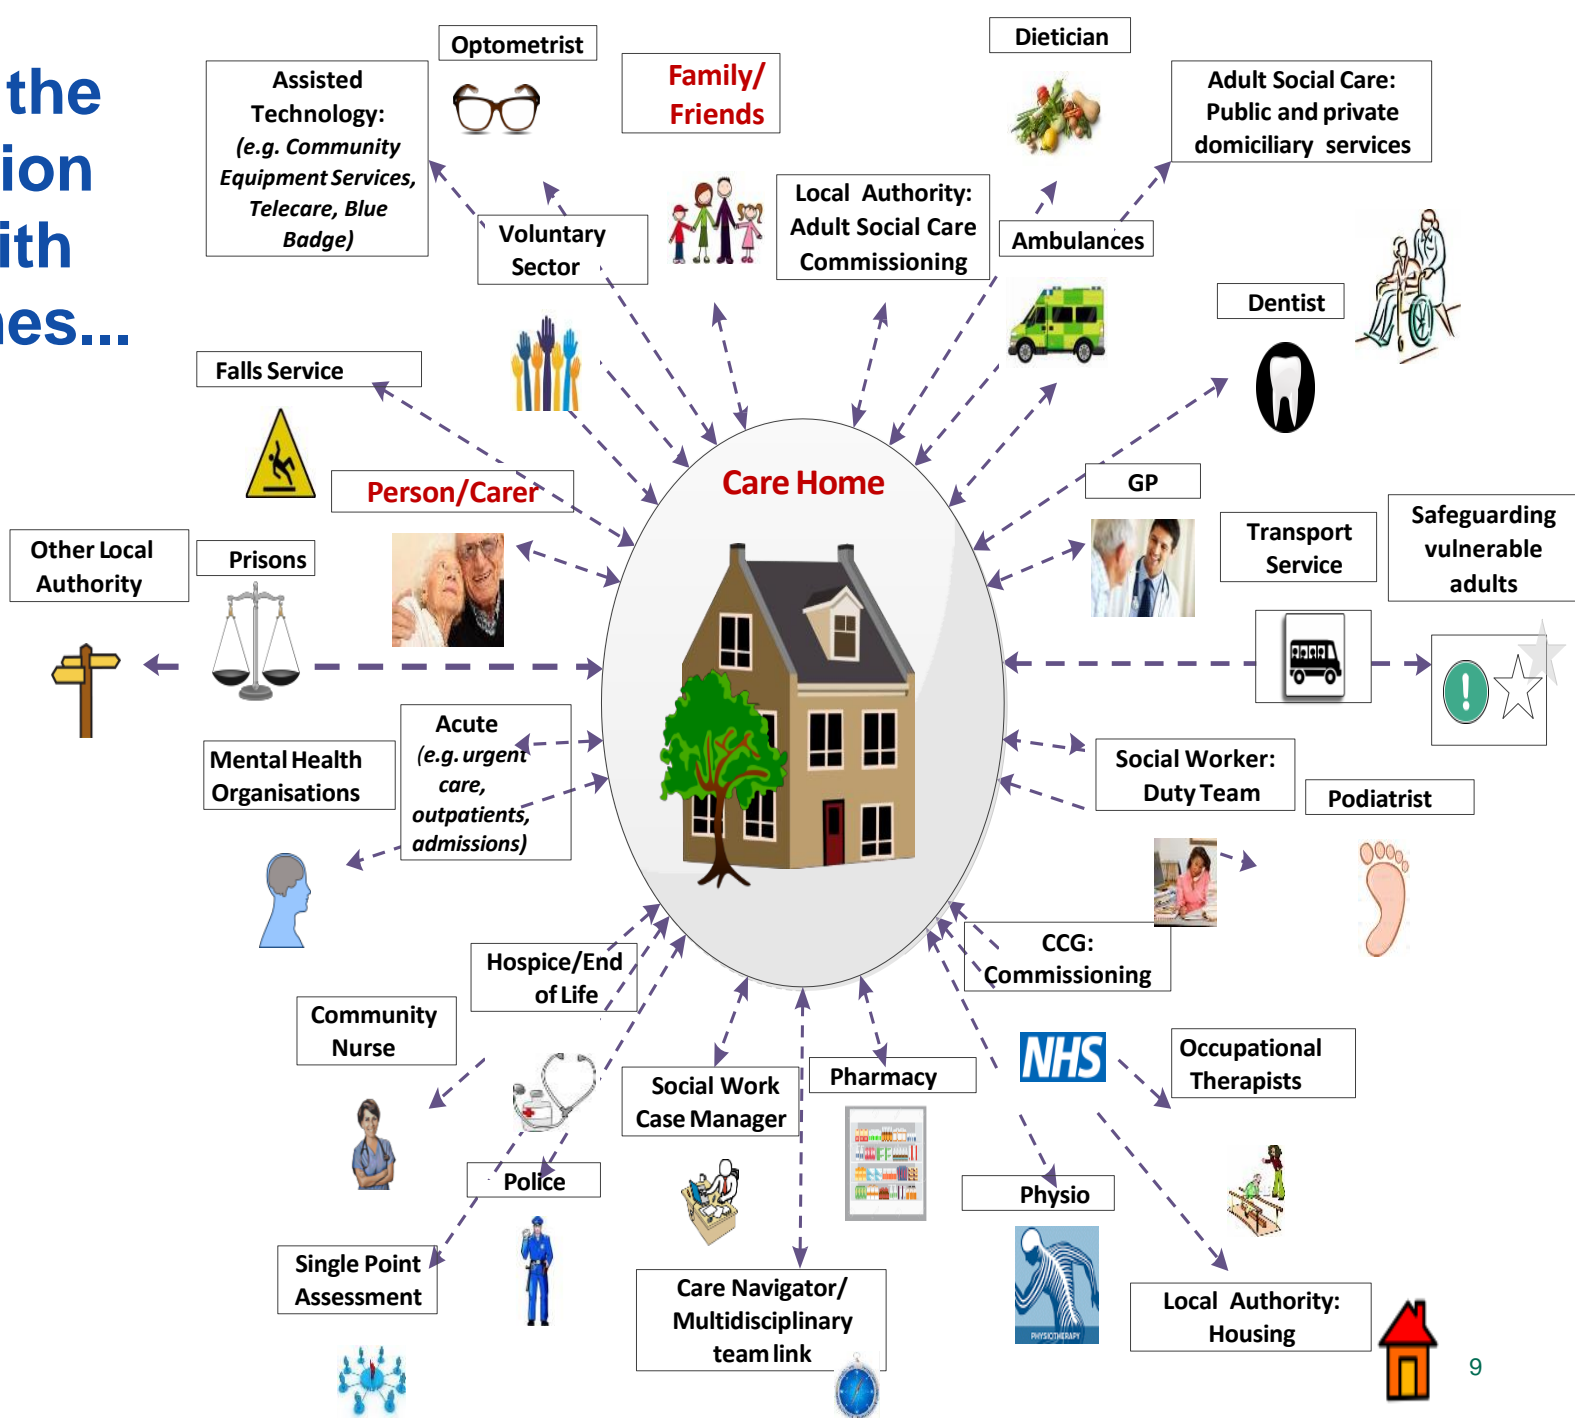 the
ion
ith
nes...
Optometrist
Dietician
Assisted
Technology:
(e.g. Community
Equipment Services,
Telecare, Blue
Badge)
Family/
Friends
Adult Social Care:
Public and private
domiciliary services
Voluntary
Sector
Local Authority:
Adult Social Care
Commissioning
Ambulances
Dentist
Falls Service
Person/Carer
Care Home
GP
Other Local
Authority
Prisons
Transport
Service
Safeguarding
vulnerable
adults
Mental Health
Organisations
Acute
(e.g. urgent
care,
outpatients,
admissions)
Social Worker:
Duty Team
Podiatrist
Hospice/End
of Life
CCG:
Commissioning
Community
Nurse
Social Work
Case Manager
Pharmacy
NHS
Occupational
Therapists
Police
Physio
PHYSIOTHERAPY
Single Point
Assessment
Care Navigator/
Multidisciplinary
team link
Local Authority:
Housing
9